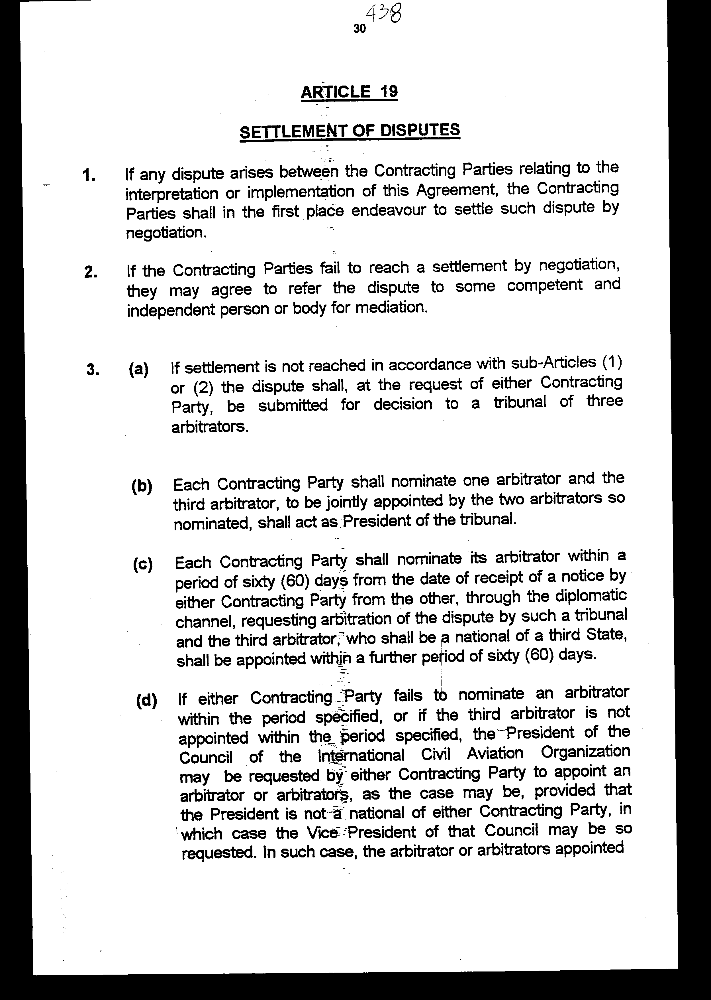 438
30
ARTICLE 19
SETTLEMENT OF DISPUTES
1. If any dispute arises between the Contracting Parties relating to the
interpretation or implementation of this Agreement, the Contracting
Parties shall in the first place endeavour to settle such dispute by
negotiation.
2. If the Contracting Parties fail to reach a settlement by negotiation,
they may agree to refer the dispute to some competent and
independent person or body for mediation.
3. (a) If settlement is not reached in accordance with sub-Articles (1)
or (2) the dispute shall, at the request of either Contracting
Party, be submitted for decision to a tribunal of three
arbitrators.
(b) Each Contracting Party shall nominate one arbitrator and the
third arbitrator, to be jointly appointed by the two arbitrators so
nominated, shall act as President of the tribunal.
(c) Each Contracting Party shall nominate its arbitrator within a
period of sixty (60) days from the date of receipt of a notice by
either Contracting Party from the other, through the diplomatic
channel, requesting arbitration of the dispute by such a tribunal
and the third arbitrator, who shall be a national of a third State,
shall be appointed within a further period of sixty (60) days.
(d) If either Contracting Party fails to nominate an arbitrator
within the period specified, or if the third arbitrator is not
appointed within the period specified, the President of the
Council of the International Civil Aviation Organization
may be requested by either Contracting Party to appoint an
arbitrator or arbitrators, as the case may be, provided that
the President is not a national of either Contracting Party, in
which case the Vice-President of that Council may be so
requested. In such case, the arbitrator or arbitrators appointed